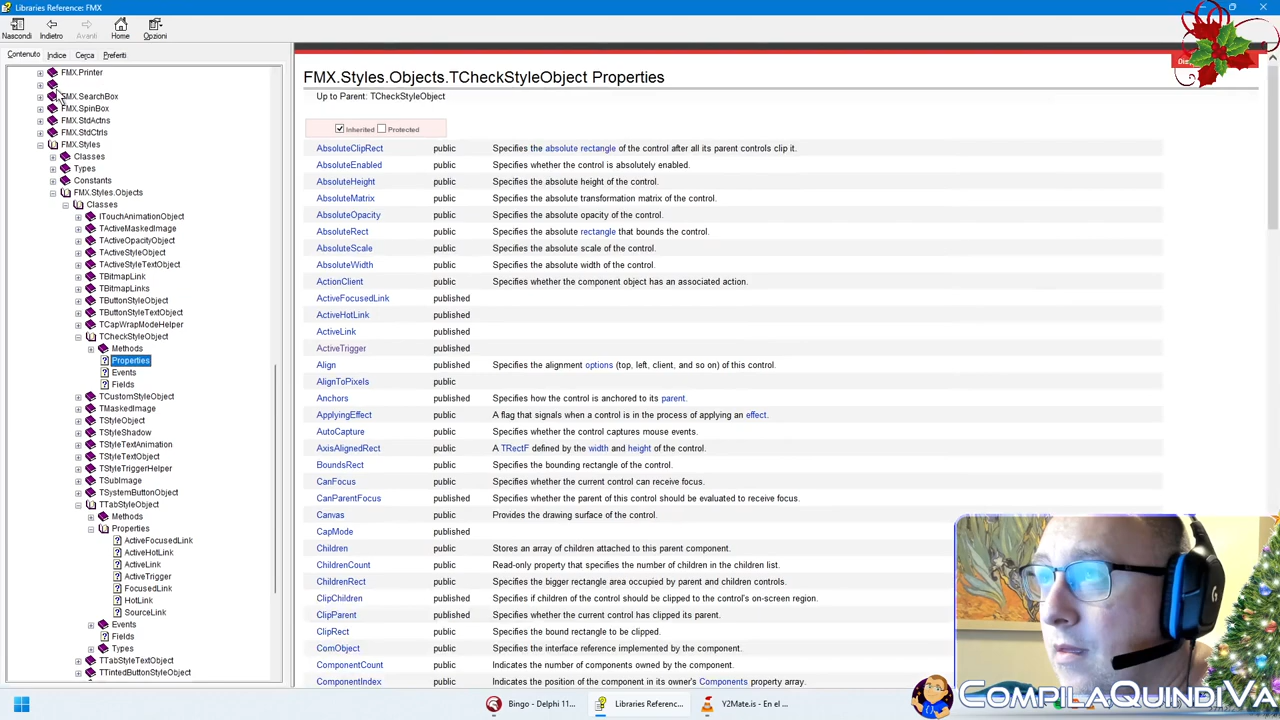 Libraries Reference: FMX
Nascondi Indietro Avanti Home Opzioni
Contenuto Indice Cerca Preferiti
FMX.Printer
FMX.SearchBox
FMX.SpinBox
FMX.StdActns
FMX.StdCtrls
FMX.Styles
Classes
Types
Constants
FMX.Styles.Objects
Classes
ITouchAnimationObject
TActiveMaskedImage
TActiveOpacityObject
TActiveStyleObject
TActiveStyleTextObject
TBitmapLink
TBitmapLinks
TButtonStyleObject
TButtonStyleTextObject
TCapWrapModeHelper
TCheckStyleObject
Methods
Properties
Events
Fields
TCustomStyleObject
TMaskedImage
TStyleObject
TStyleShadow
TStyleTextAnimation
TStyleTextObject
TStyleTriggerHelper
TSubImage
TSystemButtonObject
TTabStyleObject
Methods
Properties
ActiveFocusedLink
ActiveHotLink
ActiveLink
ActiveTrigger
FocusedLink
HotLink
SourceLink
Events
Fields
Types
TTabStyleTextObject
TTintedButtonStyleObject
FMX.Styles.Objects.TCheckStyleObject Properties
Up to Parent: TCheckStyleObject
Inherited Protected
AbsoluteClipRect public Specifies the absolute rectangle of the control after all its parent controls clip it.
AbsoluteEnabled public Specifies whether the control is absolutely enabled.
AbsoluteHeight public Specifies the absolute height of the control.
AbsoluteMatrix public Specifies the absolute transformation matrix of the control.
AbsoluteOpacity public Specifies the absolute opacity of the control.
AbsoluteRect public Specifies the absolute rectangle that bounds the control.
AbsoluteScale public Specifies the absolute scale of the control.
AbsoluteWidth public Specifies the absolute width of the control.
ActionClient public Specifies whether the component object has an associated action.
ActiveFocusedLink published
ActiveHotLink published
ActiveLink published
ActiveTrigger published
Align published Specifies the alignment options (top, left, client, and so on) of this control.
AlignToPixels public
Anchors published Specifies how the control is anchored to its parent.
ApplyingEffect public A flag that signals when a control is in the process of applying an effect.
AutoCapture public Specifies whether the control captures mouse events.
AxisAlignedRect public A TRectF defined by the width and height of the control.
BoundsRect public Specifies the bounding rectangle of the control.
CanFocus public Specifies whether the current control can receive focus.
CanParentFocus published Specifies whether the parent of this control should be evaluated to receive focus.
Canvas public Provides the drawing surface of the control.
CapMode published
Children public Stores an array of children attached to this parent component.
ChildrenCount public Read-only property that specifies the number of children in the children list.
ChildrenRect public Specifies the bigger rectangle area occupied by parent and children controls.
ClipChildren published Specifies if children of the control should be clipped to the control's on-screen region.
ClipParent published Specifies whether the current control has clipped its parent.
ClipRect public Specifies the bound rectangle to be clipped.
ComObject public Specifies the interface reference implemented by the component.
ComponentCount public Indicates the number of components owned by the component.
ComponentIndex public Indicates the position of the component in its owner's Components property array.
Bingo - Delphi 11... Libraries Referenc... Y2Mate.is - En el ...
COMPILAQUINDIVA